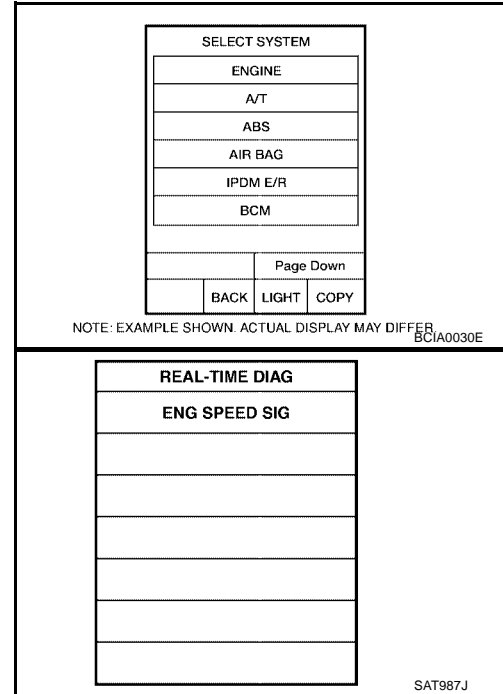 SELECT SYSTEM
ENGINE
A/T
ABS
AIR BAG
IPDM E/R
BCM
Page Down
BACK LIGHT COPY
NOTE: EXAMPLE SHOWN. ACTUAL DISPLAY MAY DIFFER.
BCIA0030E
REAL-TIME DIAG
ENG SPEED SIG
SAT987J